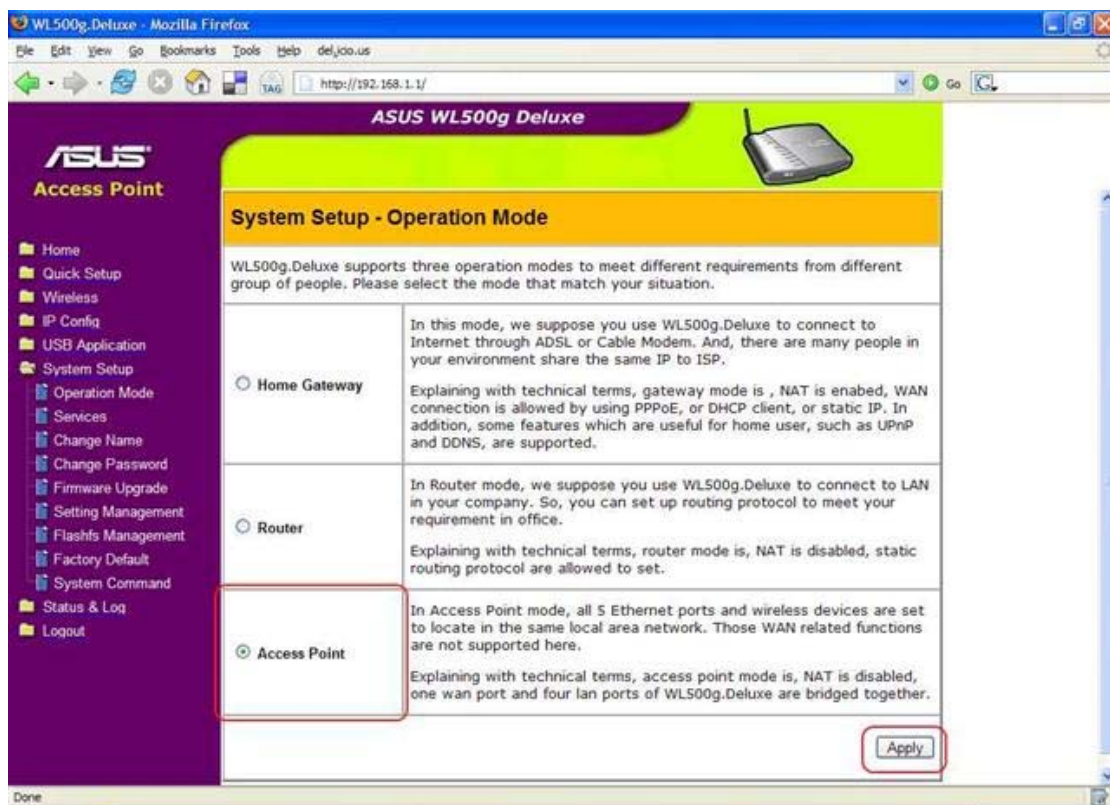 WL500g.Deluxe - Mozilla Firefox
File Edit View Go Bookmarks Tools Help del.icio.us
TAG http://192.168.1.1/ Go G
ASUS WL500g Deluxe
ASUS
Access Point
Home
Quick Setup
Wireless
IP Config
USB Application
System Setup
Operation Mode
Services
Change Name
Change Password
Firmware Upgrade
Setting Management
Flashfs Management
Factory Default
System Command
Status & Log
Logout
System Setup - Operation Mode
WL500g.Deluxe supports three operation modes to meet different requirements from different
group of people. Please select the mode that match your situation.
Home Gateway
In this mode, we suppose you use WL500g.Deluxe to connect to
Internet through ADSL or Cable Modem. And, there are many people in
your environment share the same IP to ISP.
Explaining with technical terms, gateway mode is , NAT is enabed, WAN
connection is allowed by using PPPoE, or DHCP client, or static IP. In
addition, some features which are useful for home user, such as UPnP
and DDNS, are supported.
Router
In Router mode, we suppose you use WL500g.Deluxe to connect to LAN
in your company. So, you can set up routing protocol to meet your
requirement in office.
Explaining with technical terms, router mode is, NAT is disabled, static
routing protocol are allowed to set.
Access Point
In Access Point mode, all 5 Ethernet ports and wireless devices are set
to locate in the same local area network. Those WAN related functions
are not supported here.
Explaining with technical terms, access point mode is, NAT is disabled,
one wan port and four lan ports of WL500g.Deluxe are bridged together.
Apply
Done